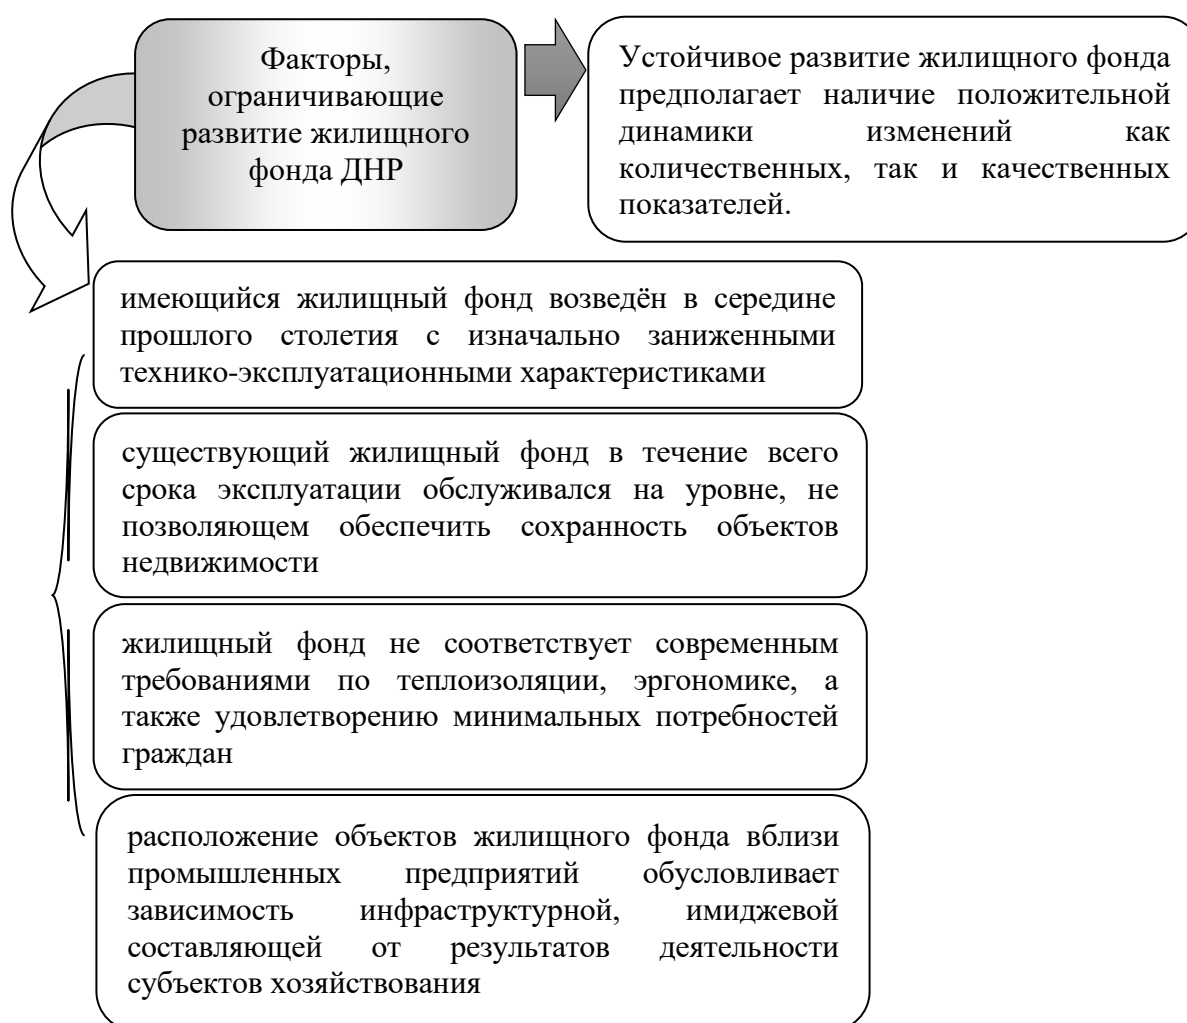 Факторы,
ограничивающие
развитие жилищного
фонда ДНР
Устойчивое развитие жилищного фонда
предполагает наличие положительной
динамики изменений как
количественных, так и качественных
показателей.
имеющийся жилищный фонд возведён в середине
прошлого столетия с изначально заниженными
технико-эксплуатационными характеристиками
существующий жилищный фонд в течение всего
срока эксплуатации обслуживался на уровне, не
позволяющем обеспечить сохранность объектов
недвижимости
жилищный фонд не соответствует современным
требованиями по теплоизоляции, эргономике, а
также удовлетворению минимальных потребностей
граждан
расположение объектов жилищного фонда вблизи
промышленных предприятий обусловливает
зависимость инфраструктурной, имиджевой
составляющей от результатов деятельности
субъектов хозяйствования